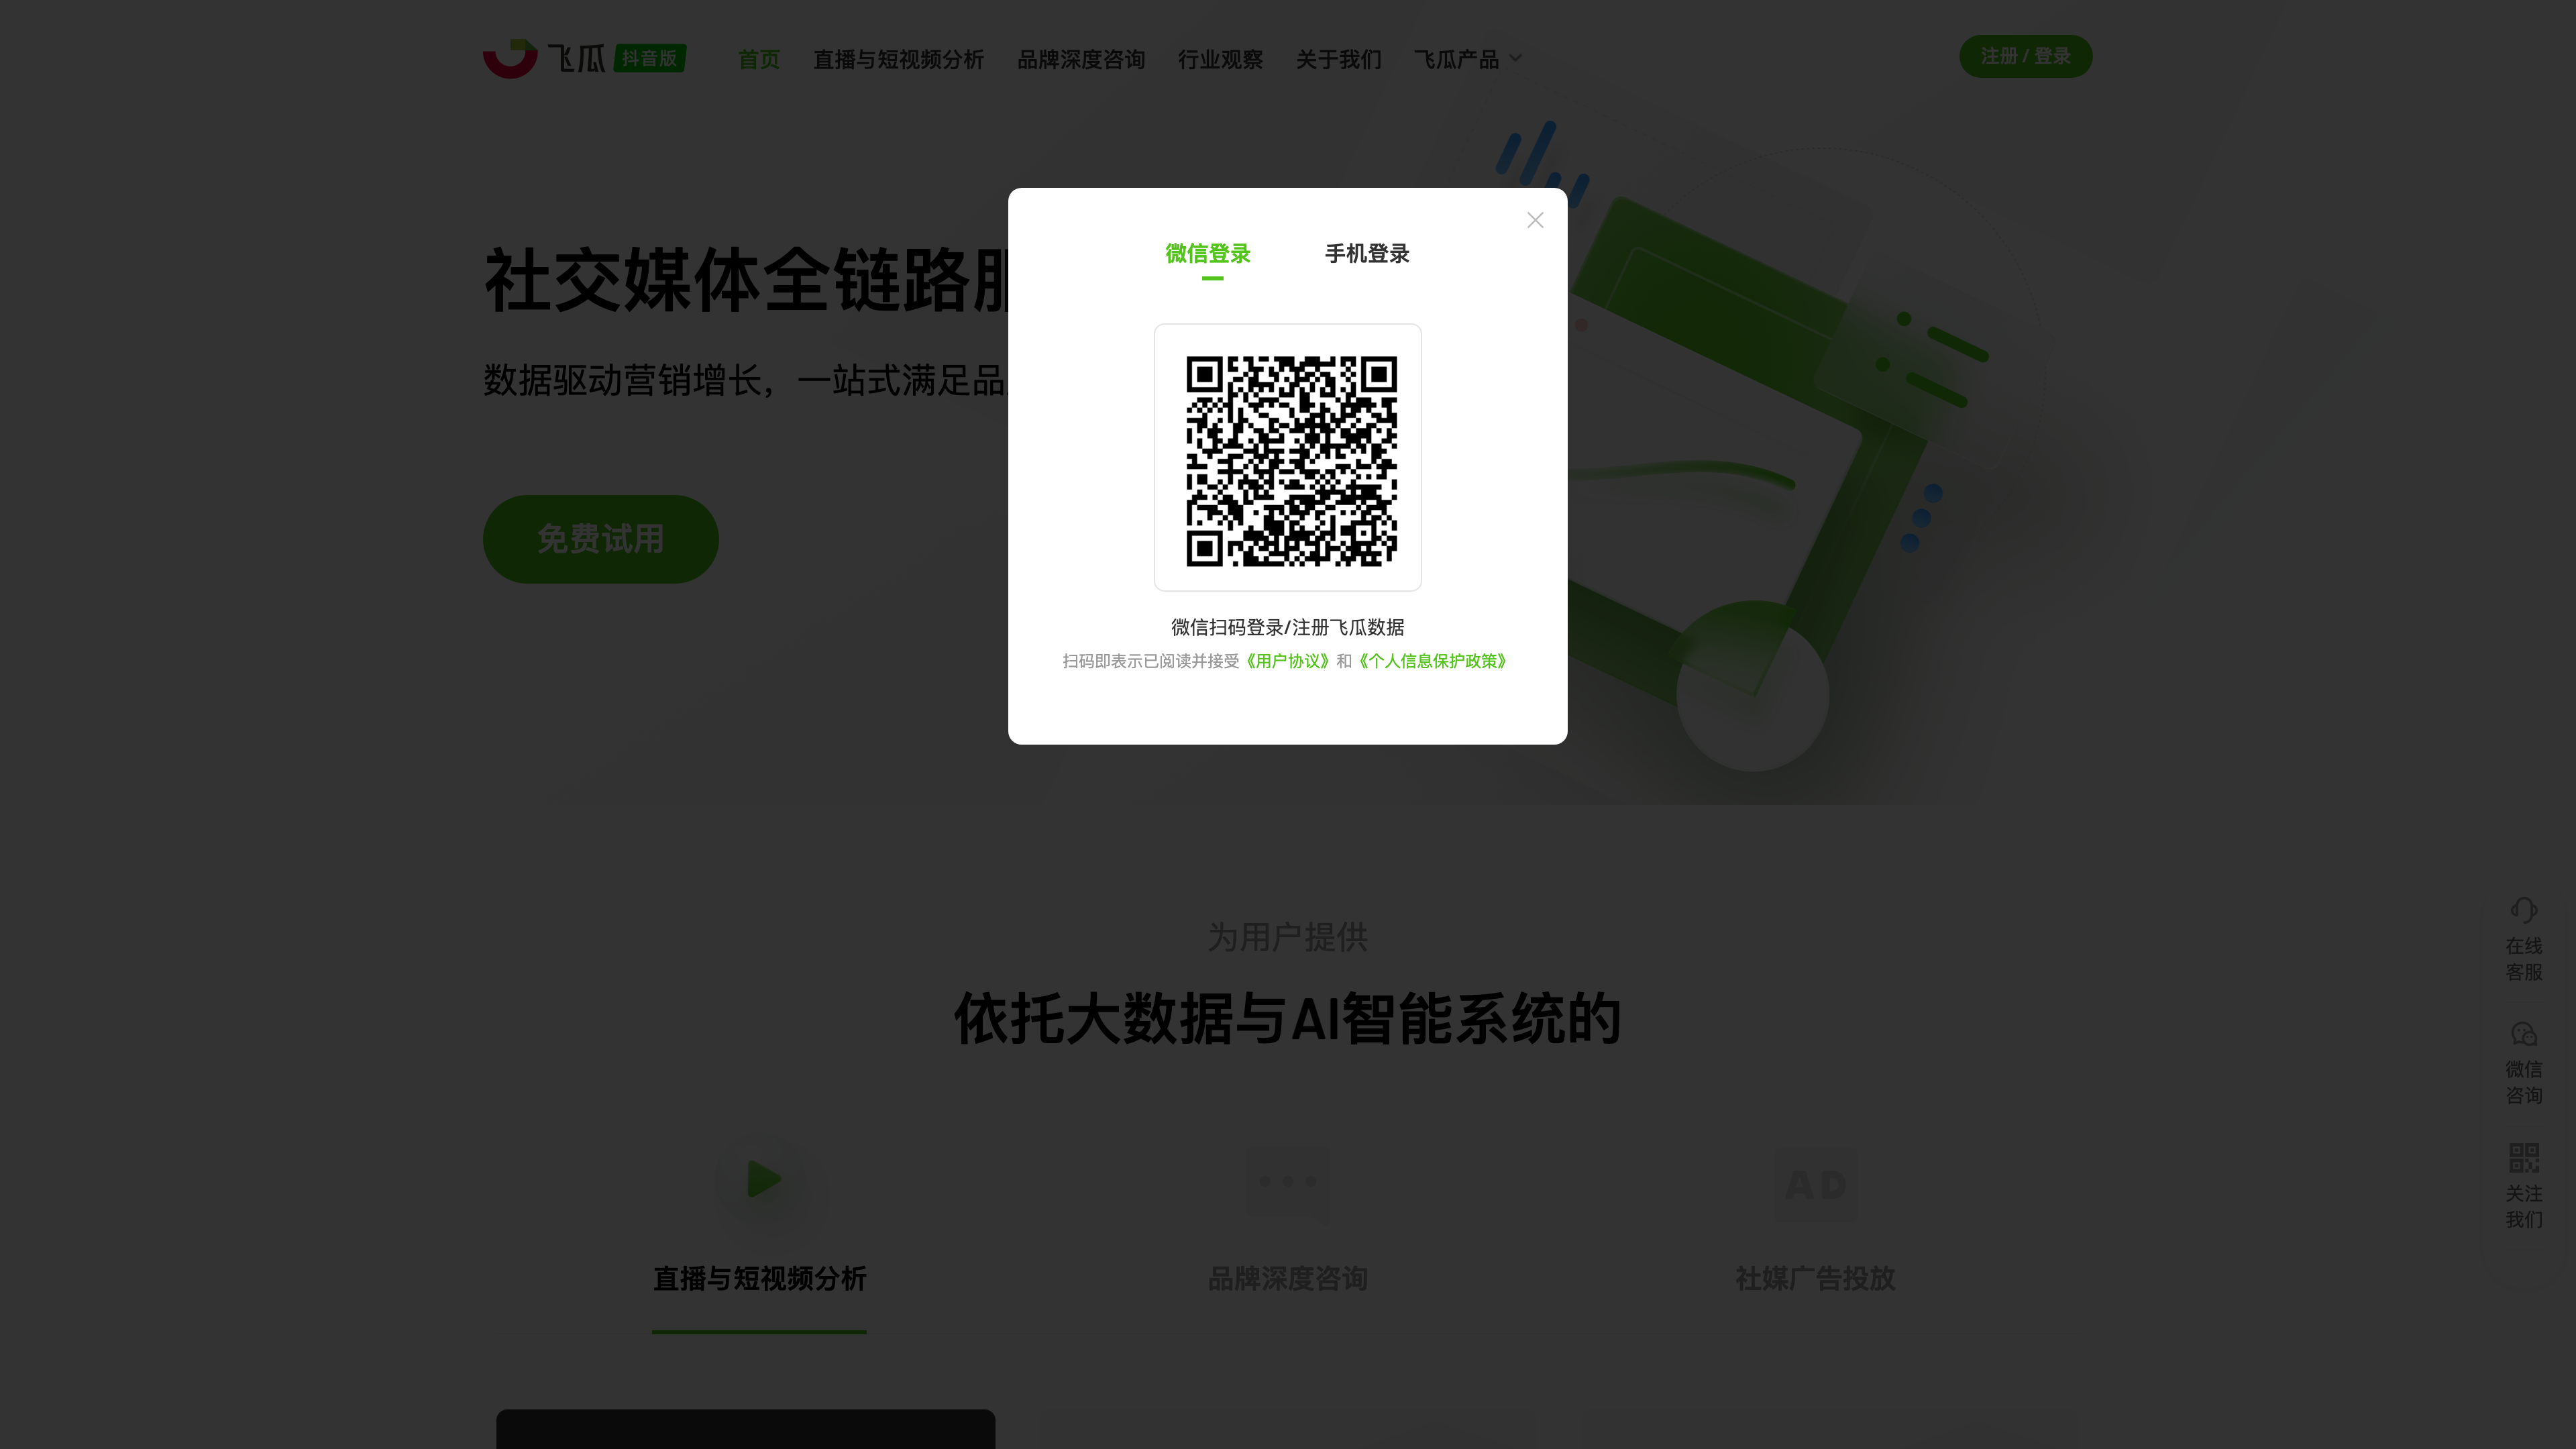 飞瓜 抖音版
首页 直播与短视频分析 品牌深度咨询 行业观察 关于我们 飞瓜产品
注册 / 登录
社交媒体全链路服
数据驱动营销增长，一站式满足品
免费试用
微信登录 手机登录
微信扫码登录/注册飞瓜数据
扫码即表示已阅读并接受《用户协议》和《个人信息保护政策》
为用户提供
依托大数据与AI智能系统的
AD
直播与短视频分析 品牌深度咨询 社媒广告投放
在线
客服
微信
咨询
关注
我们